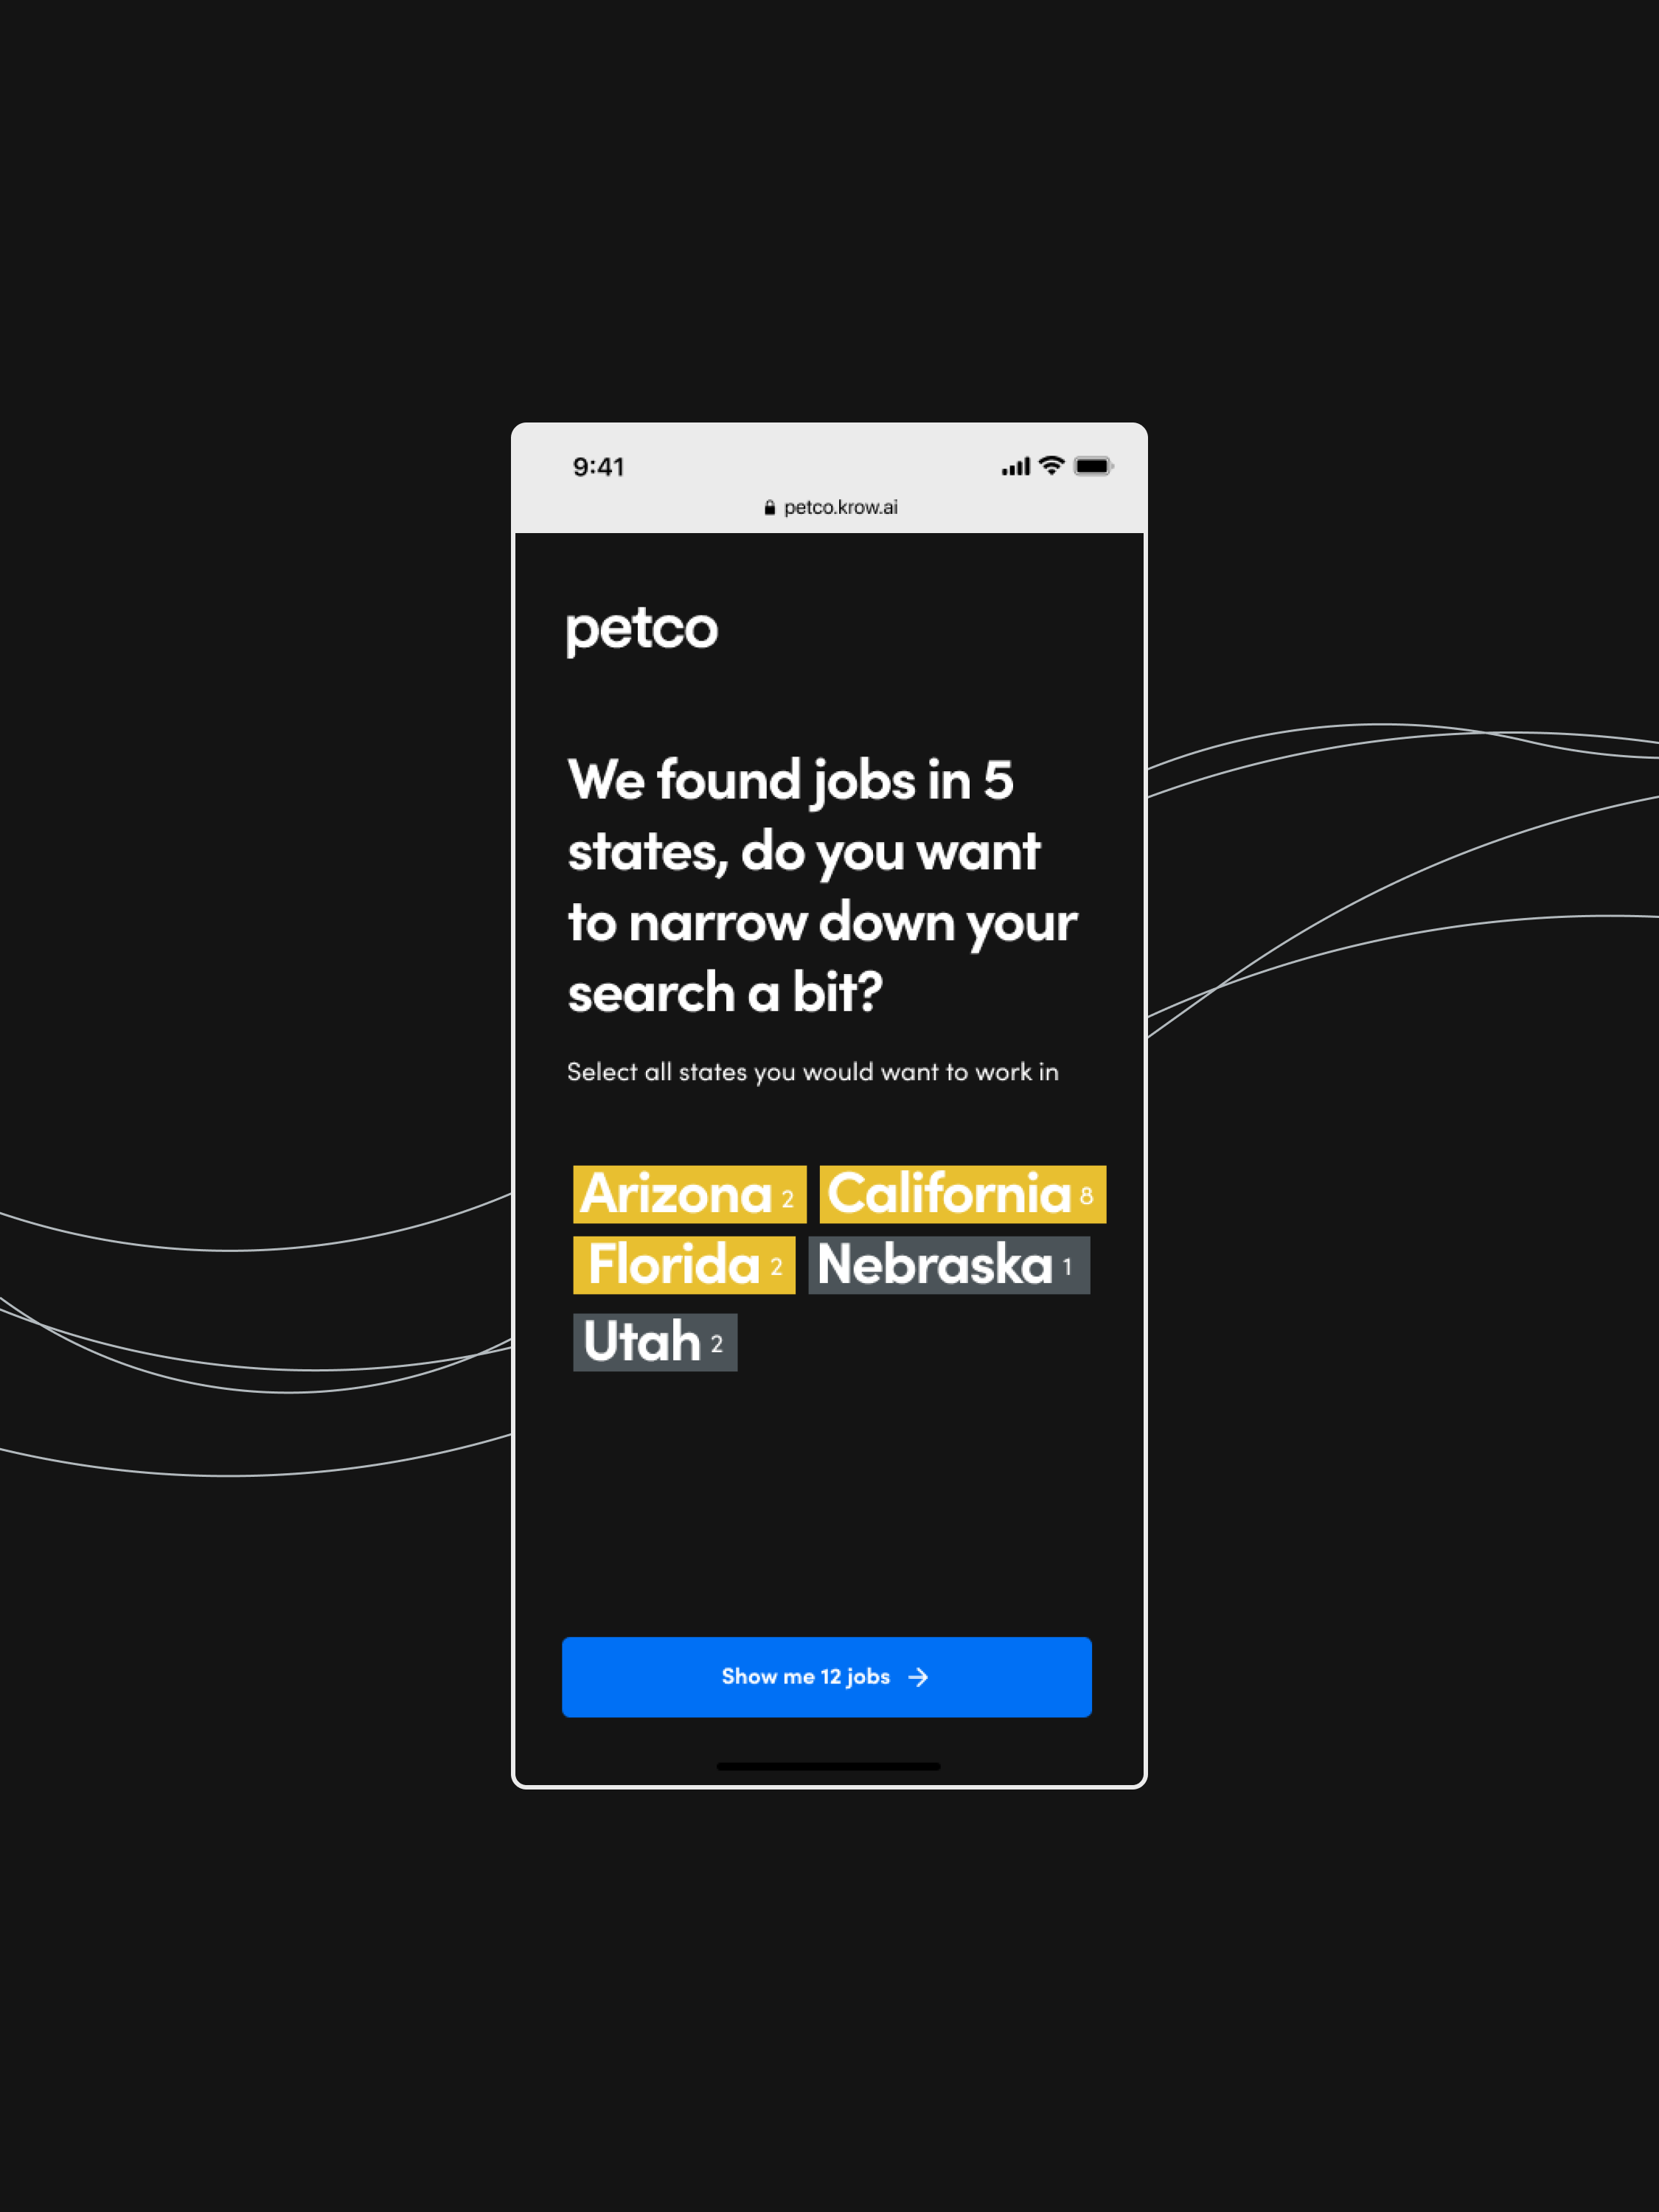 9:41
petco.krow.ai
petco
We found jobs in 5
states, do you want
to narrow down your
search a bit?
Select all states you would want to work in
Arizona 2 California 8
Florida 2 Nebraska 1
Utah 2
Show me 12 jobs →